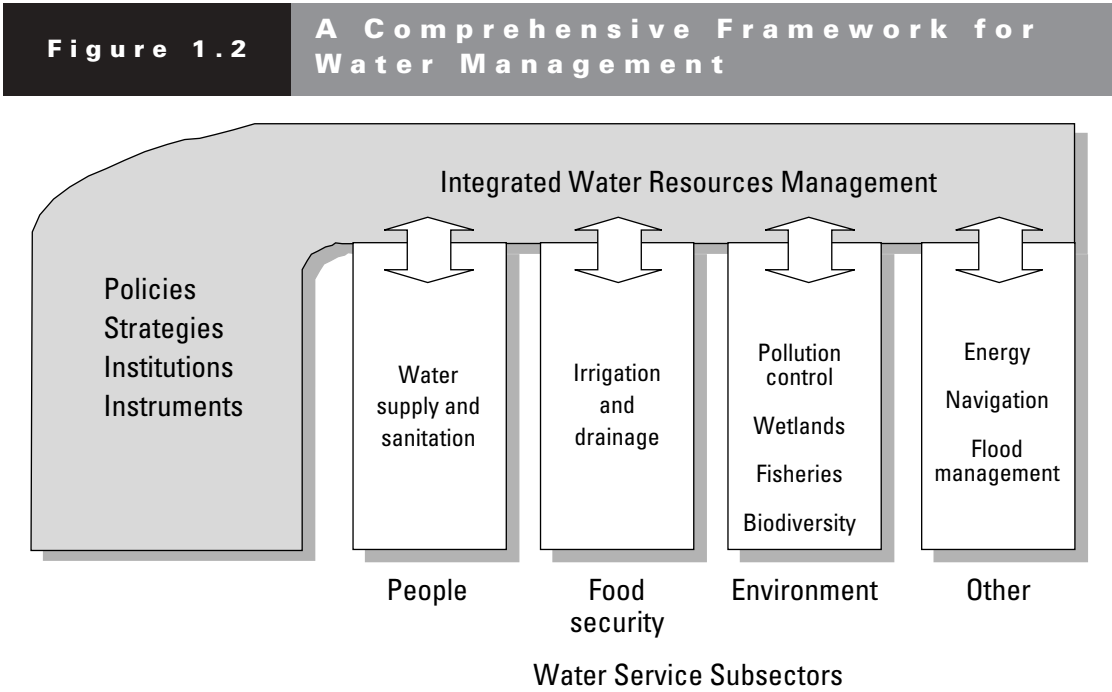 Figure 1.2
A Comprehensive Framework for
Water Management
Integrated Water Resources Management
Policies
Strategies
Institutions
Instruments
Water
supply and
sanitation
Irrigation
and
drainage
Pollution
control
Wetlands
Fisheries
Biodiversity
Energy
Navigation
Flood
management
People
Food
security
Environment
Other
Water Service Subsectors